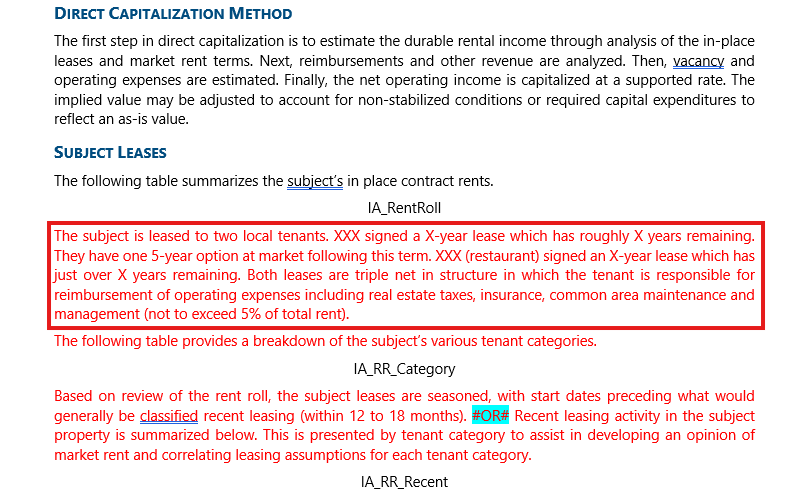 DIRECT CAPITALIZATION METHOD
The first step in direct capitalization is to estimate the durable rental income through analysis of the in-place
leases and market rent terms. Next, reimbursements and other revenue are analyzed. Then, vacancy and
operating expenses are estimated. Finally, the net operating income is capitalized at a supported rate. The
implied value may be adjusted to account for non-stabilized conditions or required capital expenditures to
reflect an as-is value.
SUBJECT LEASES
The following table summarizes the subject's in place contract rents.
IA_RentRoll
The subject is leased to two local tenants. XXX signed a X-year lease which has roughly X years remaining.
They have one 5-year option at market following this term. XXX (restaurant) signed an X-year lease which has
just over X years remaining. Both leases are triple net in structure in which the tenant is responsible for
reimbursement of operating expenses including real estate taxes, insurance, common area maintenance and
management (not to exceed 5% of total rent).
The following table provides a breakdown of the subject's various tenant categories.
IA_RR_Category
Based on review of the rent roll, the subject leases are seasoned, with start dates preceding what would
generally be classified recent leasing (within 12 to 18 months). #OR# Recent leasing activity in the subject
property is summarized below. This is presented by tenant category to assist in developing an opinion of
market rent and correlating leasing assumptions for each tenant category.
IA_RR_Recent